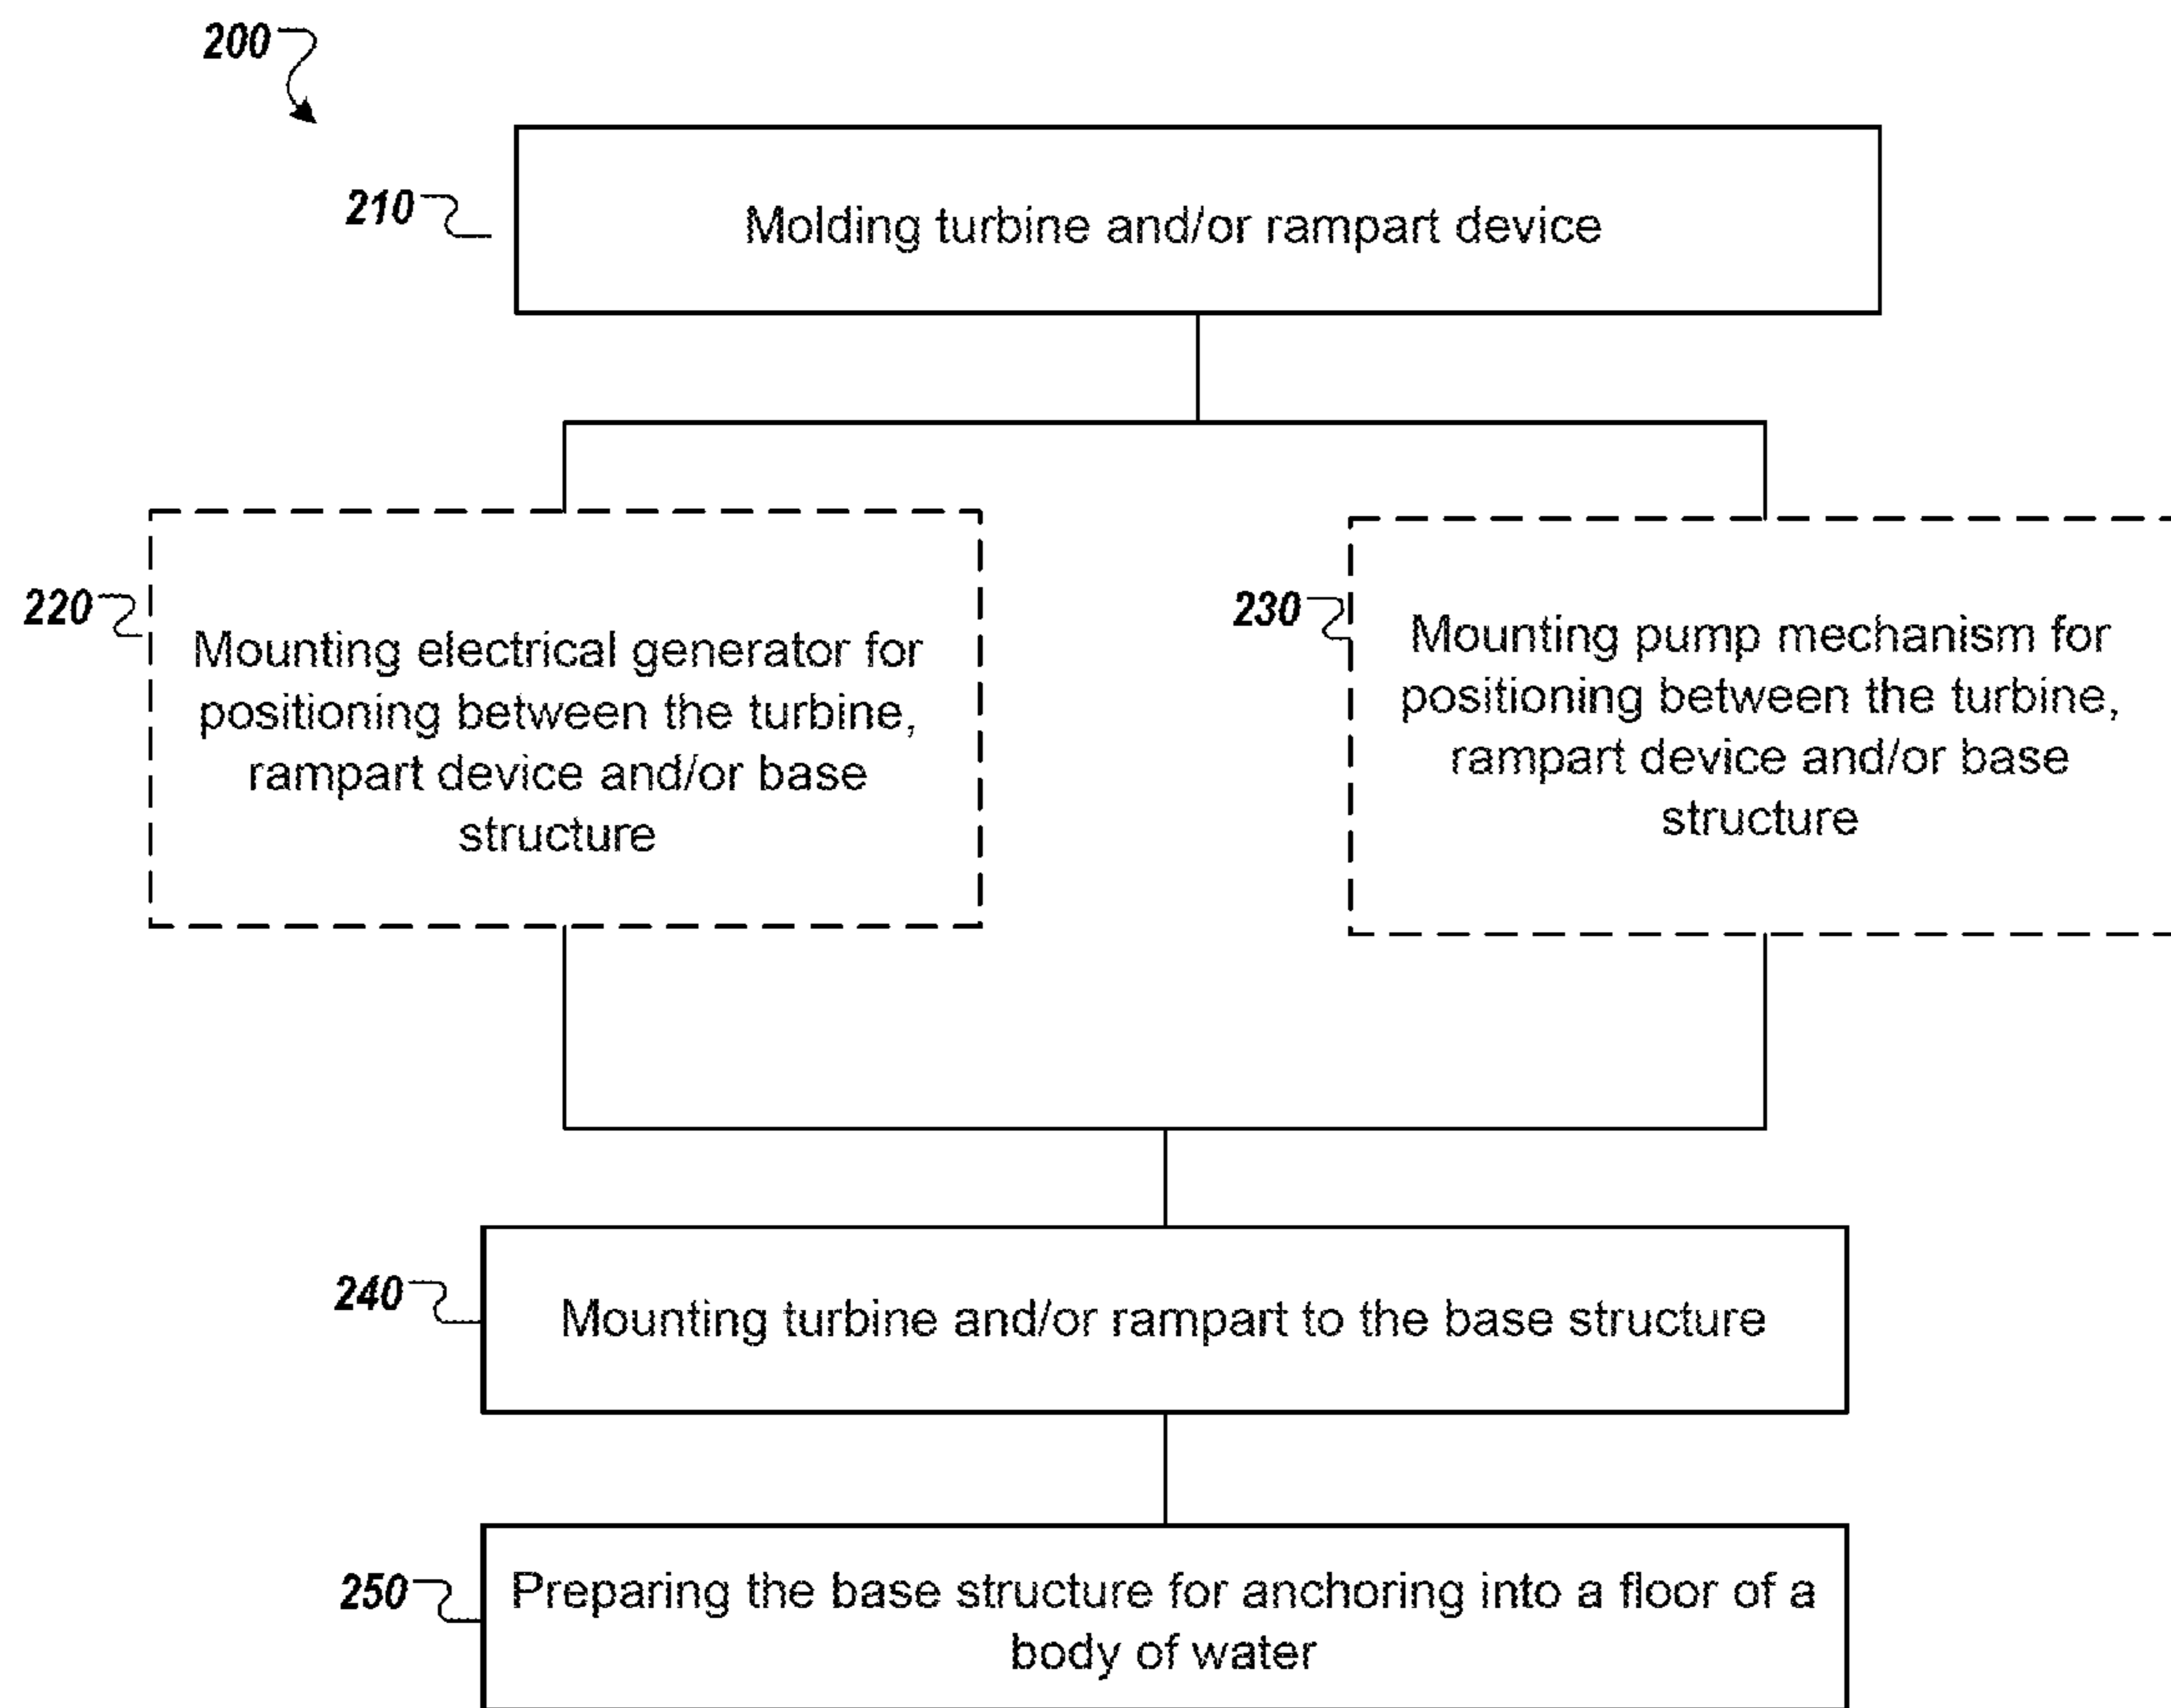 200
210
Molding turbine and/or rampart device
220
Mounting electrical generator for
positioning between the turbine,
rampart device and/or base
structure
230
Mounting pump mechanism for
positioning between the turbine,
rampart device and/or base
structure
240
Mounting turbine and/or rampart to the base structure
250
Preparing the base structure for anchoring into a floor of a
body of water